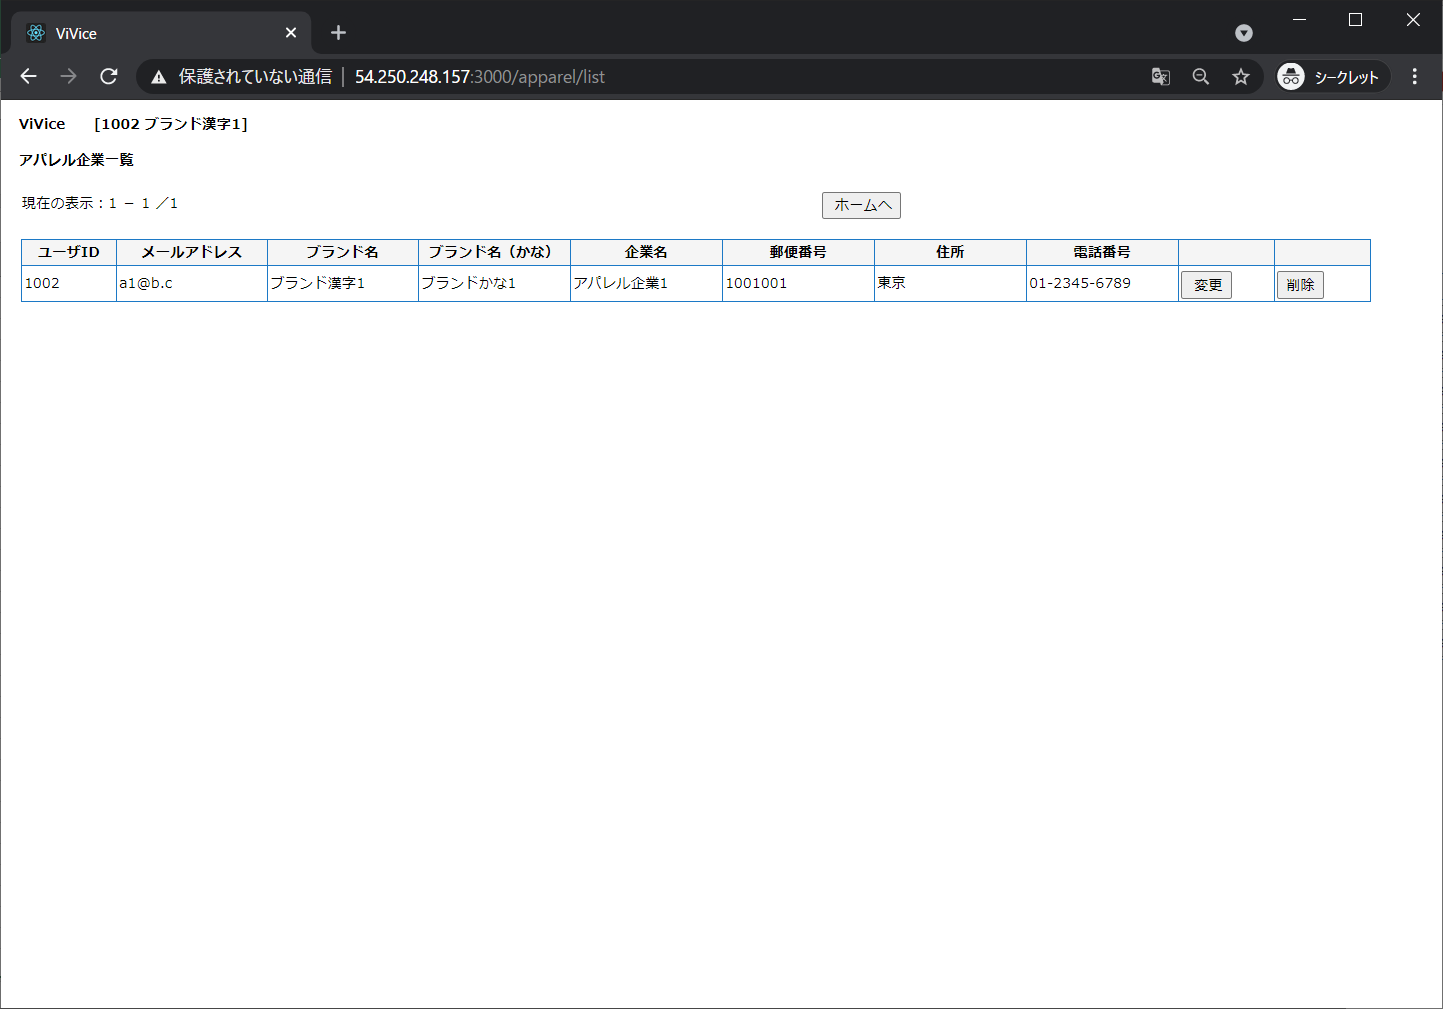 ViVice
保護されていない通信 | 54.250.248.157:3000/apparel/list シークレット
ViVice [1002 ブランド漢字1]
アパレル企業一覧
現在の表示：1 － 1 ／1 ホームへ
ユーザID メールアドレス ブランド名 ブランド名（かな） 企業名 郵便番号 住所 電話番号
1002 a1@b.c ブランド漢字1 ブランドかな1 アパレル企業1 1001001 東京 01-2345-6789 変更 削除